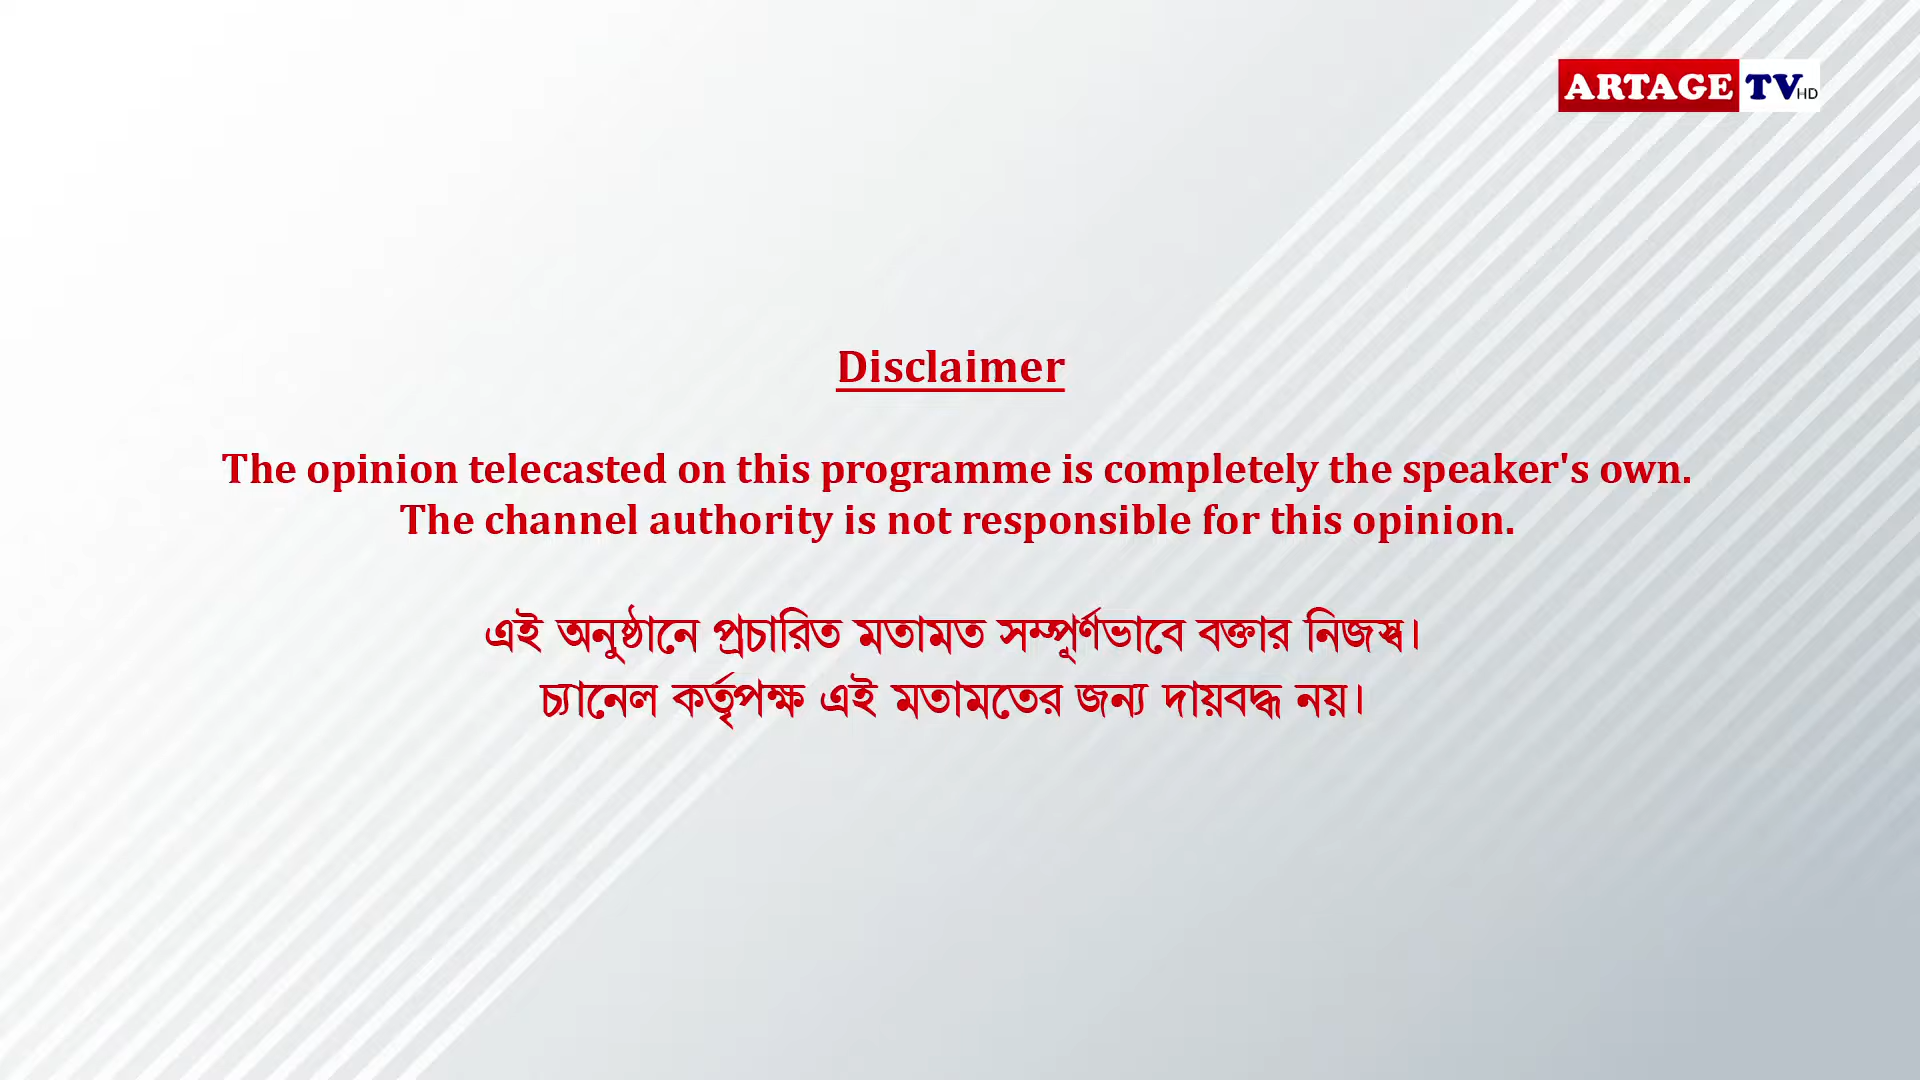 ARTAGE TV HD
Disclaimer
The opinion telecasted on this programme is completely the speaker's own.
The channel authority is not responsible for this opinion.
এই অনুষ্ঠানে প্রচারিত মতামত সম্পূর্ণভাবে বক্তার নিজস্ব।
চ্যানেল কর্তৃপক্ষ এই মতামতের জন্য দায়বদ্ধ নয়।